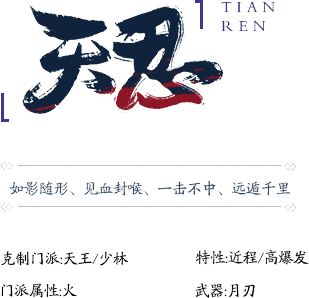 天忍
TIAN
REN
如影随形、见血封喉、一击不中、远遁千里
克制门派:天王/少林
特性:近程/高爆发
门派属性:火
武器:月刃